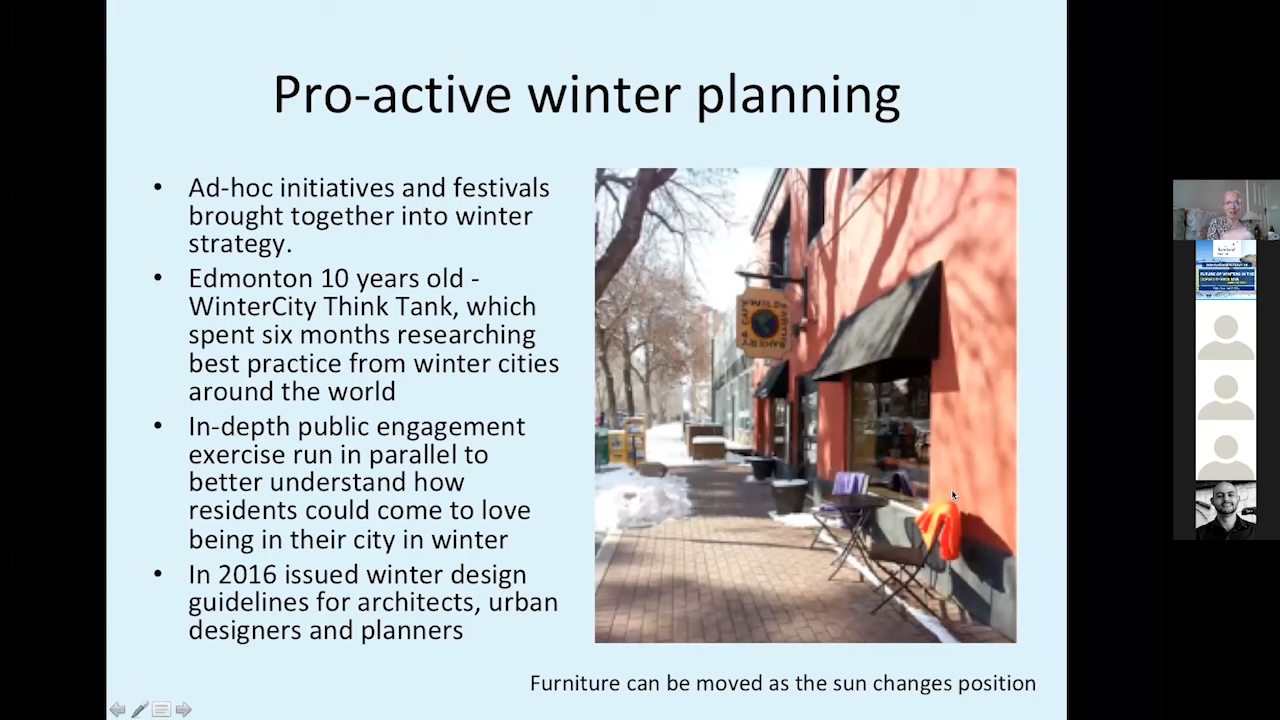 Pro-active winter planning
• Ad-hoc initiatives and festivals
brought together into winter
strategy.
• Edmonton 10 years old -
WinterCity Think Tank, which
spent six months researching
best practice from winter cities
around the world
• In-depth public engagement
exercise run in parallel to
better understand how
residents could come to love
being in their city in winter
• In 2016 issued winter design
guidelines for architects, urban
designers and planners
WILD EARTH
BAKERY & CAFE
Furniture can be moved as the sun changes position